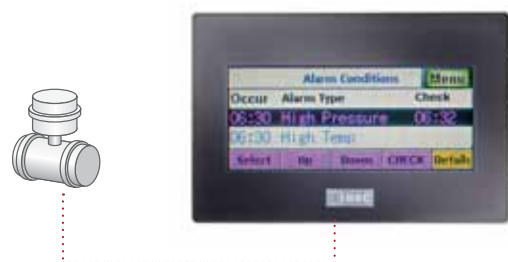 Alarm Conditions Menu
Occur Alarm Type Check
06:30 High Pressure 06:32
06:30 High Temp
Select Up Down CHECK Details